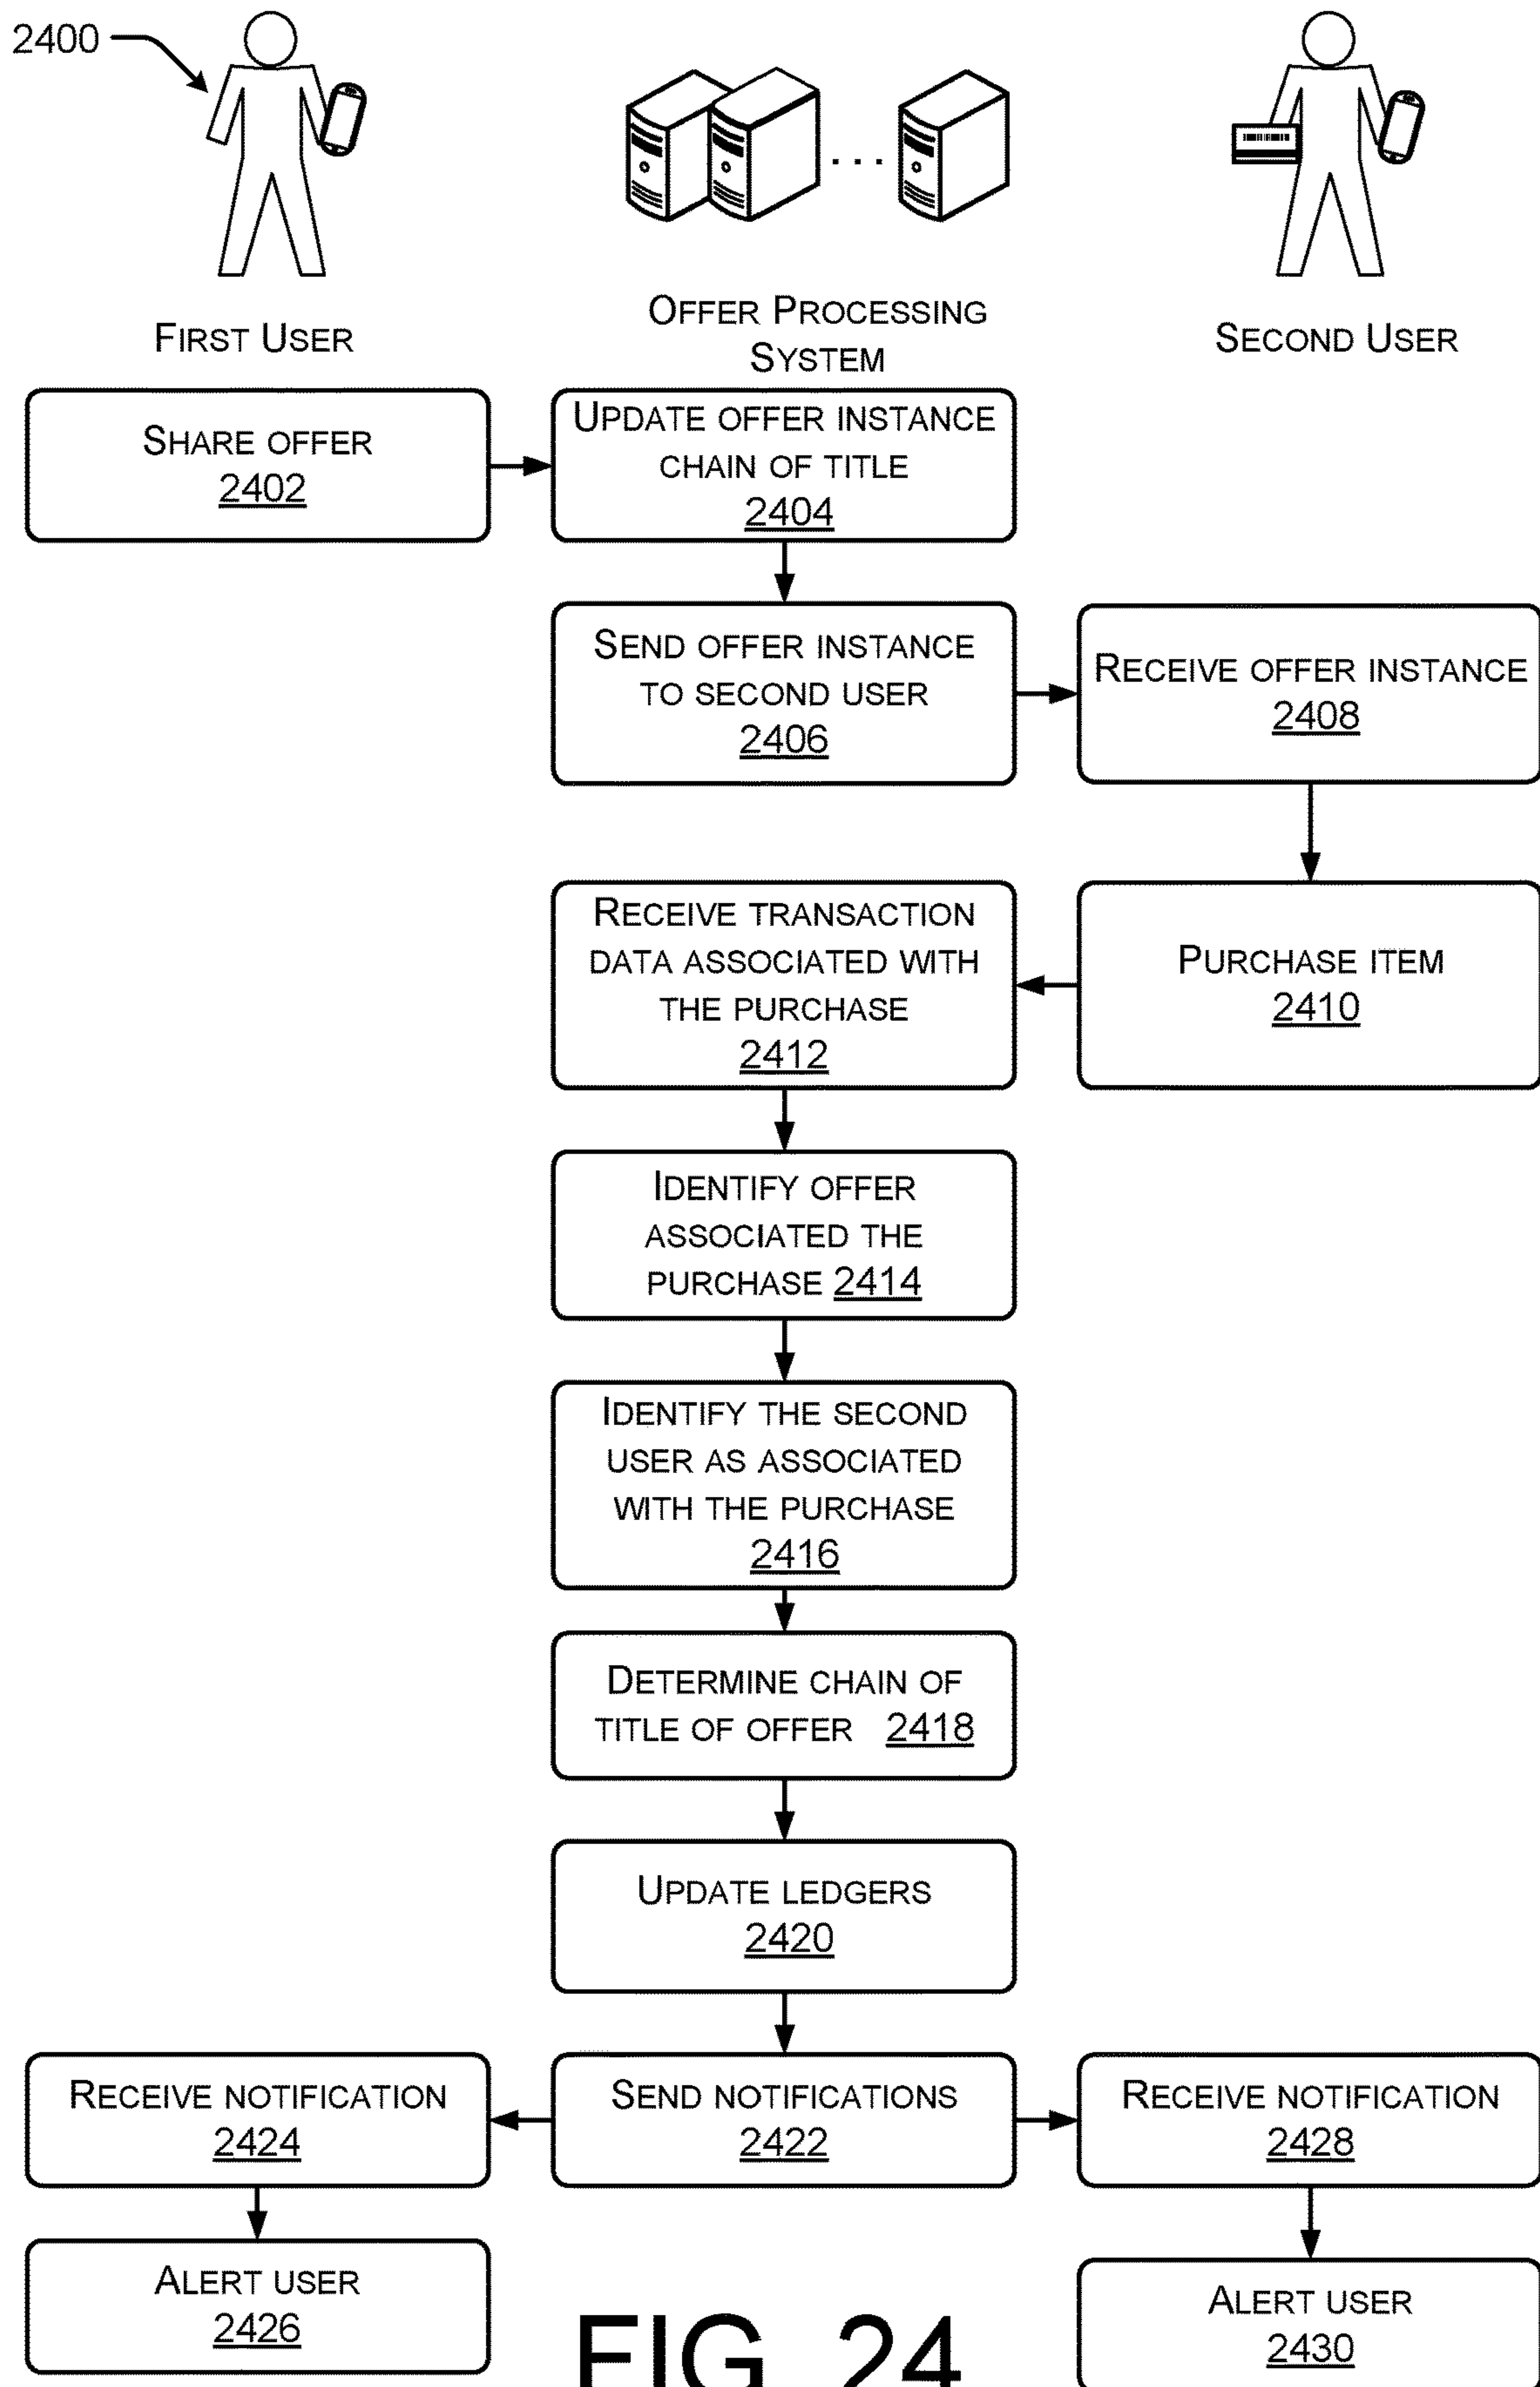 2400
FIRST USER
OFFER PROCESSING
SYSTEM
SECOND USER
SHARE OFFER
2402
UPDATE OFFER INSTANCE
CHAIN OF TITLE
2404
SEND OFFER INSTANCE
TO SECOND USER
2406
RECEIVE OFFER INSTANCE
2408
RECEIVE TRANSACTION
DATA ASSOCIATED WITH
THE PURCHASE
2412
PURCHASE ITEM
2410
IDENTIFY OFFER
ASSOCIATED THE
PURCHASE 2414
IDENTIFY THE SECOND
USER AS ASSOCIATED
WITH THE PURCHASE
2416
DETERMINE CHAIN OF
TITLE OF OFFER 2418
UPDATE LEDGERS
2420
RECEIVE NOTIFICATION
2424
SEND NOTIFICATIONS
2422
RECEIVE NOTIFICATION
2428
ALERT USER
2426
ALERT USER
2430
FIG. 24